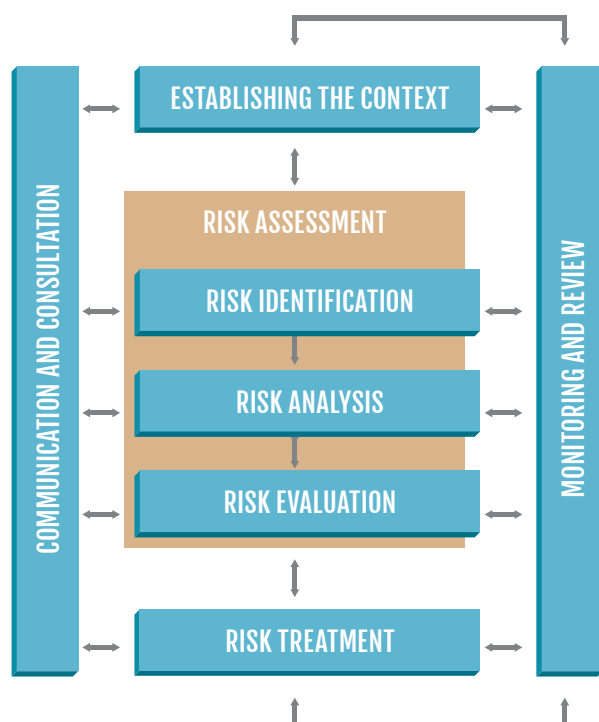 ESTABLISHING THE CONTEXT
RISK ASSESSMENT
RISK IDENTIFICATION
RISK ANALYSIS
RISK EVALUATION
RISK TREATMENT
COMMUNICATION AND CONSULTATION
MONITORING AND REVIEW